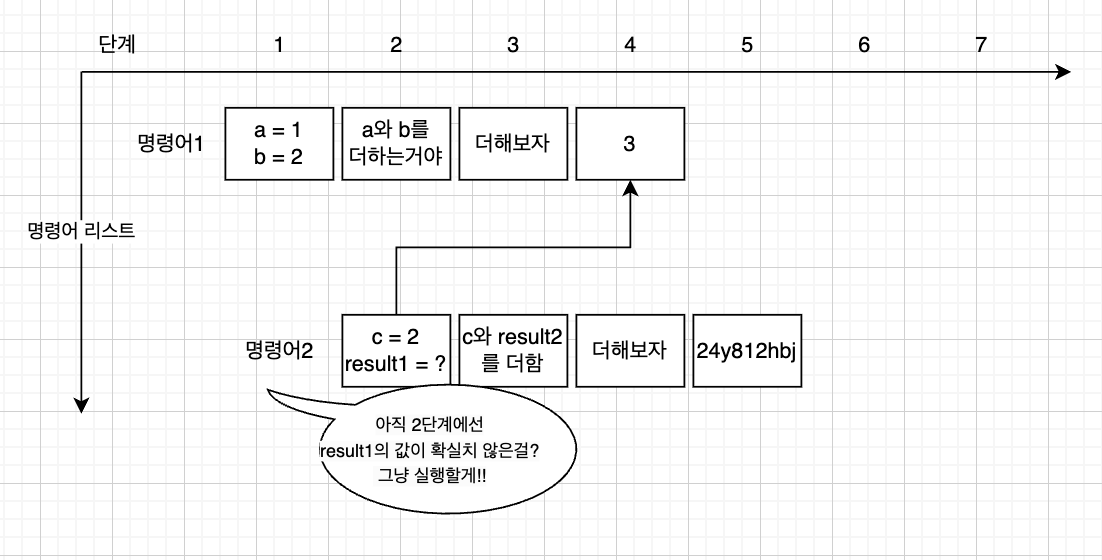 단계 1 2 3 4 5 6 7
명령어1
a = 1
b = 2
a와 b를
더하는거야
더해보자
3
명령어 리스트
명령어2
c = 2
result1 = ?
c와 result2
를 더함
더해보자
24y812hbj
아직 2단계에선
result1의 값이 확실치 않은걸?
그냥 실행할게!!